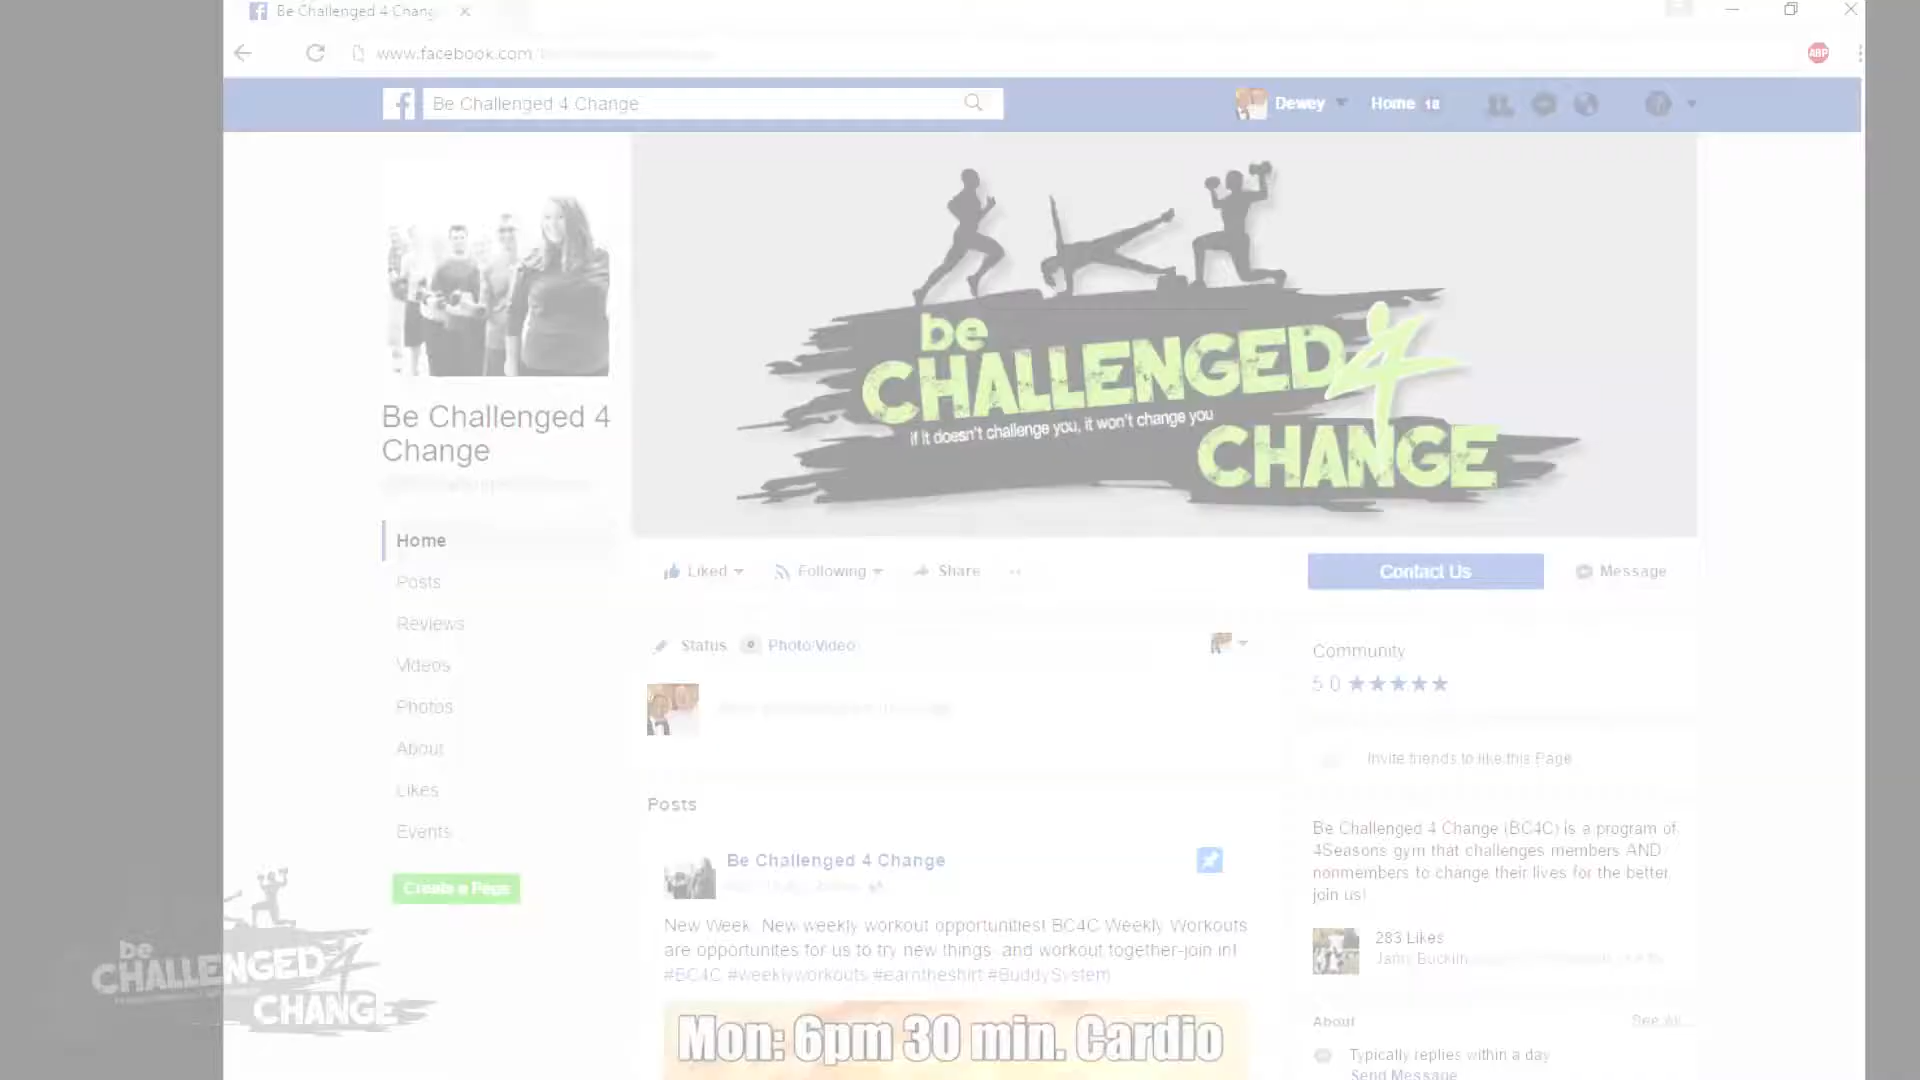 Be Challenged 4 Chang
www.facebook.com
ABP
Be Challenged 4 Change
Dewey
Home 18
be
CHALLENGED 4
if it doesn't challenge you, it won't change you
CHANGE
Be Challenged 4
Change
Home
Posts
Reviews
Videos
Photos
About
Likes
Events
Create a Page
Liked
Following
Share
Contact Us
Message
Status
Photo/Video
Community
5.0
Invite friends to like this Page
Posts
Be Challenged 4 Change
New Week. New weekly workout opportunities! BC4C Weekly Workouts
are opportunites for us to try new things and workout together-join in!
#BC4C #weeklyworkouts #earntheshirt #BuddySystem
Mon: 6pm 30 min. Cardio
Be Challenged 4 Change (BC4C) is a program of
4Seasons gym that challenges members AND
nonmembers to change their lives for the better
join us!
283 Likes
About
See All
Typically replies within a day
Send Message
be
CHALLENGED 4
CHANGE